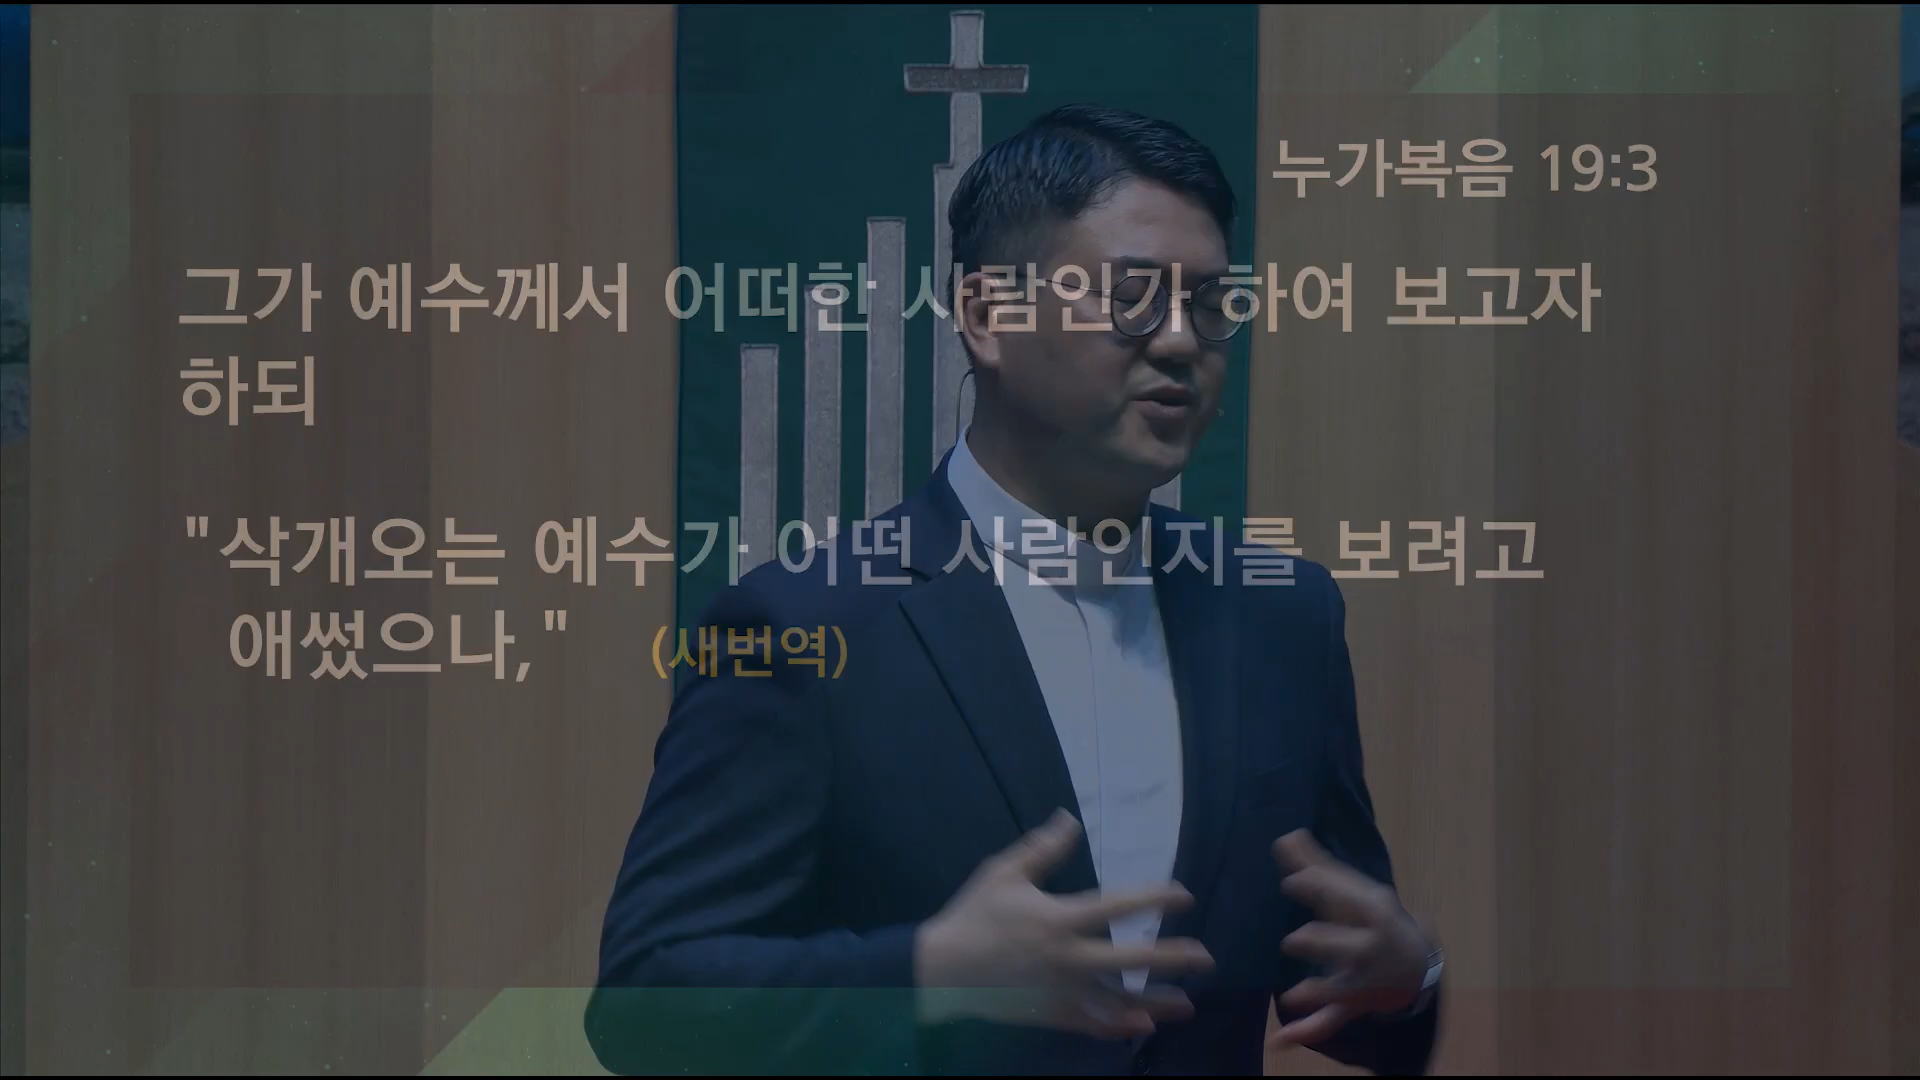 누가복음 19:3
그가 예수께서 어떠한 사람인가 하여 보고자
하되
"삭개오는 예수가 어떤 사람인지를 보려고
애썼으나," (새번역)